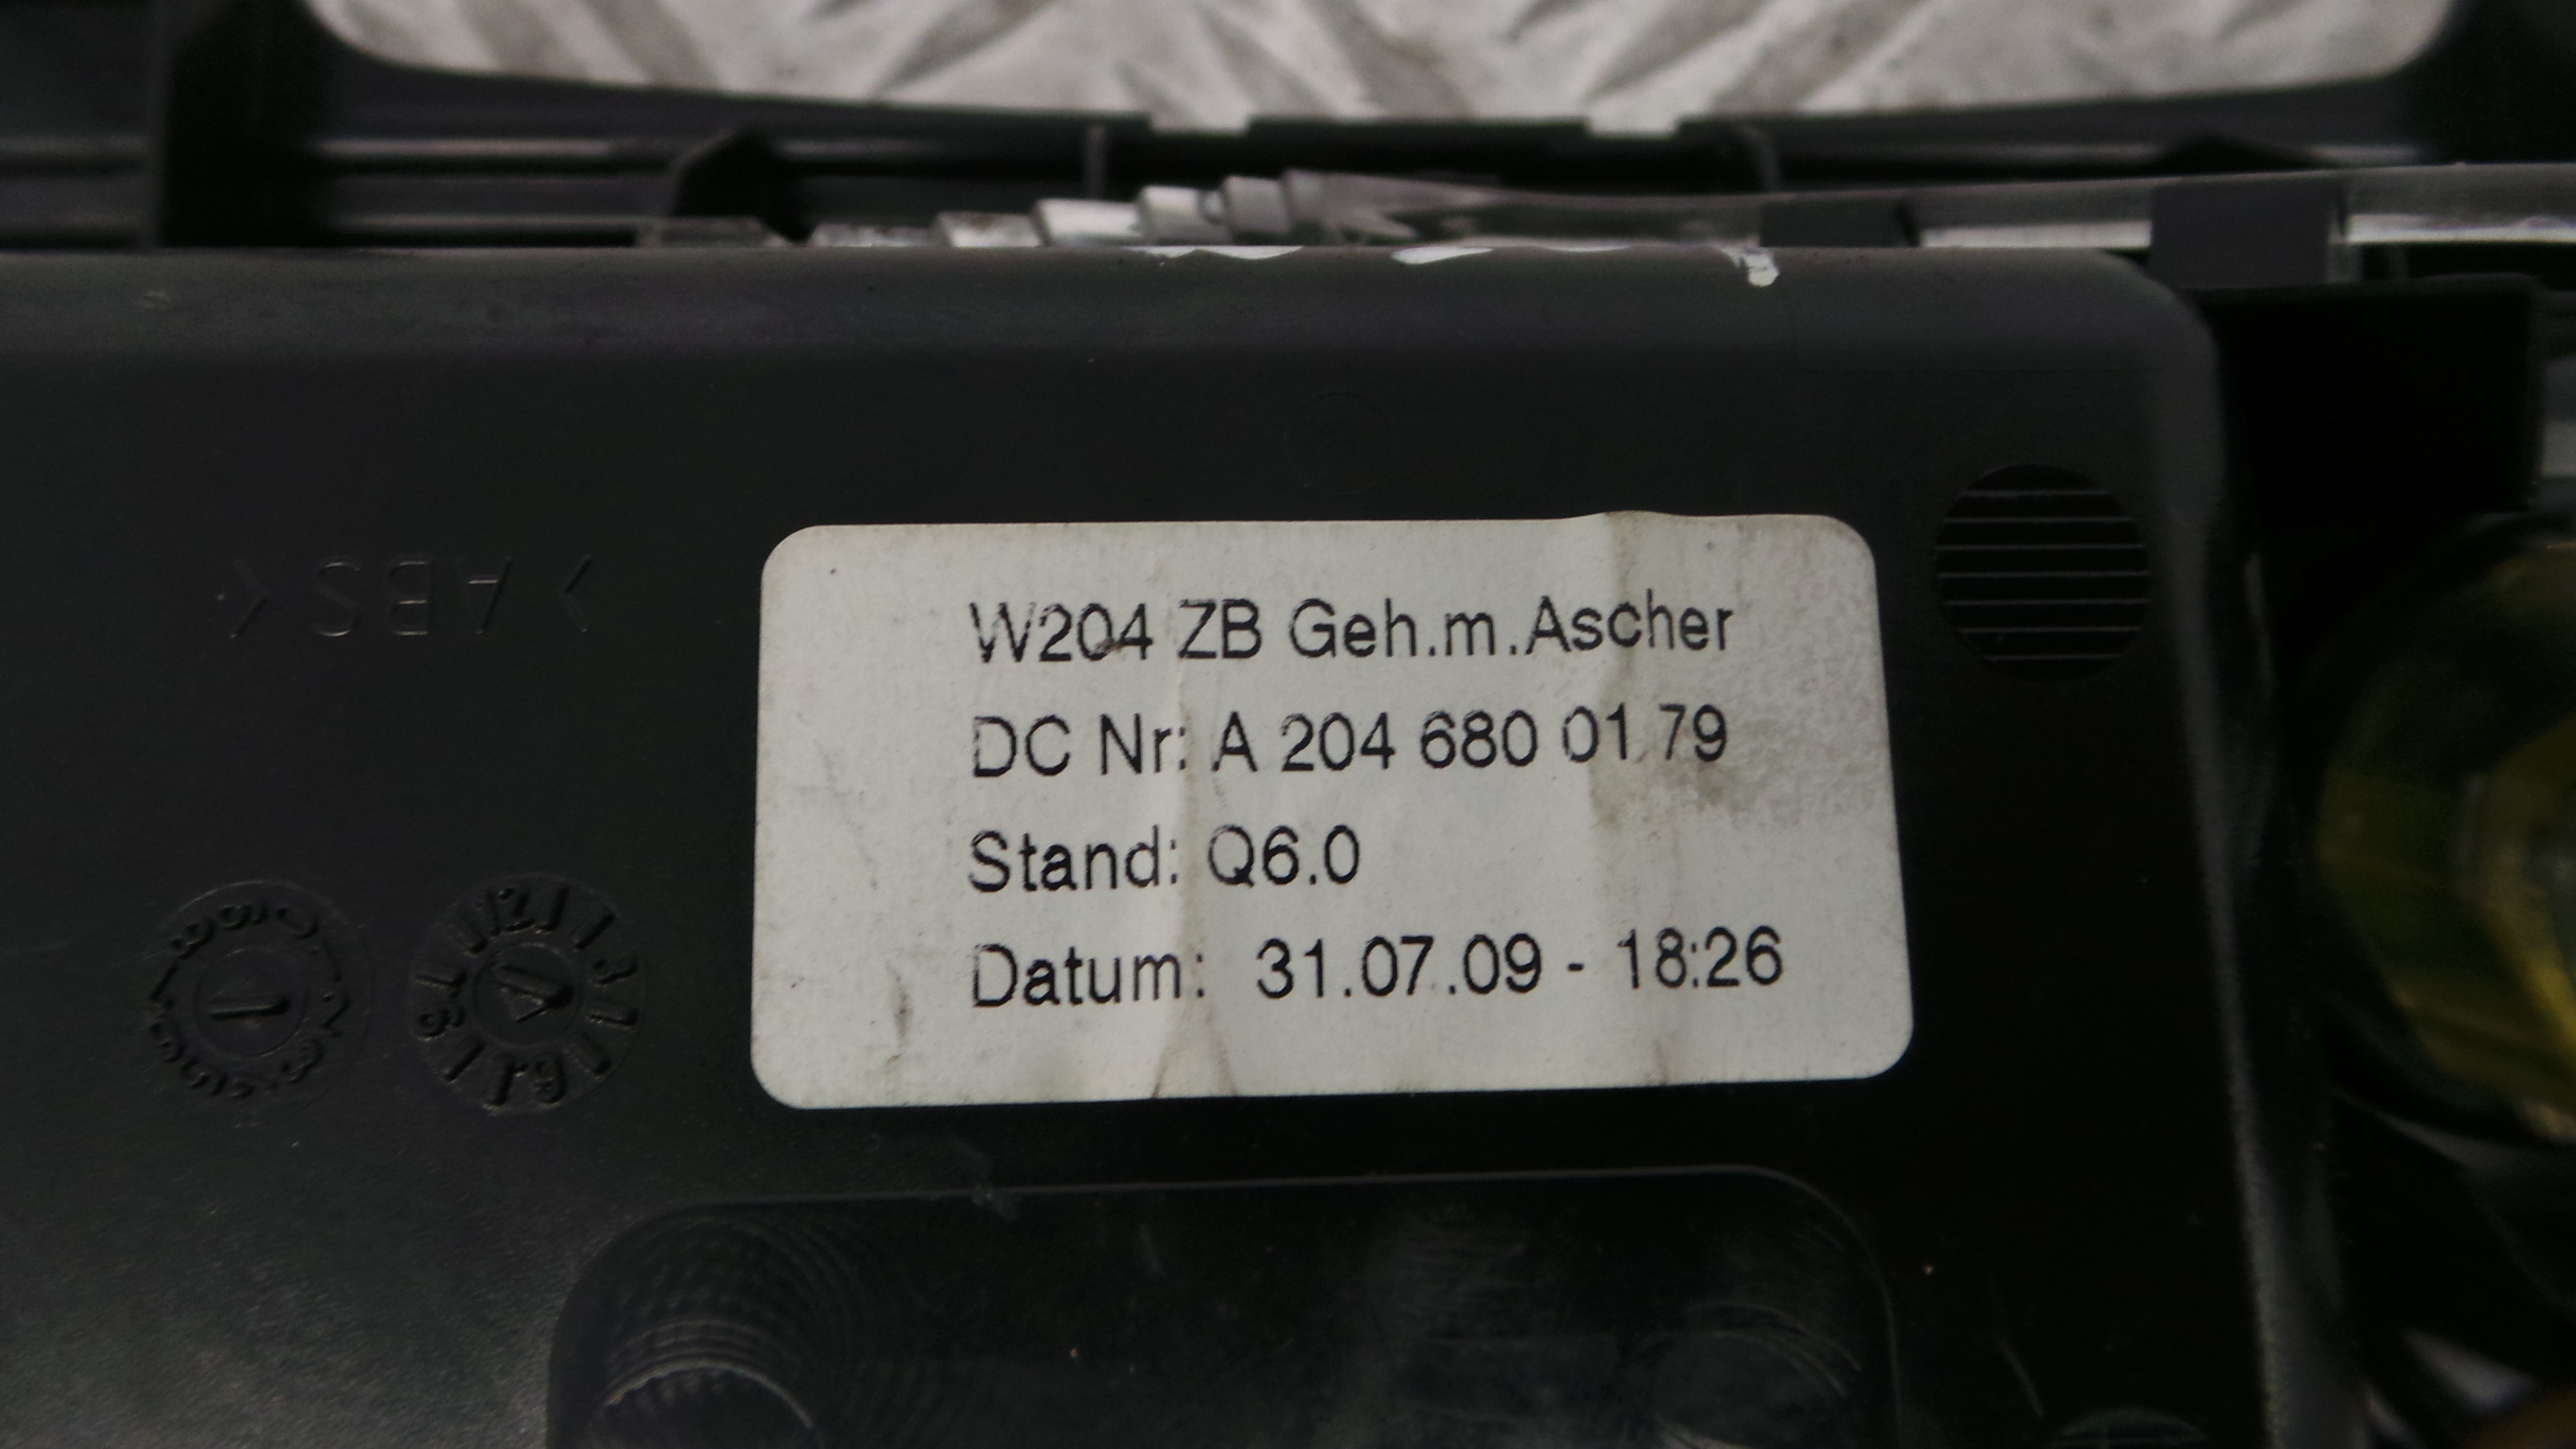 W204 ZB Geh.m.Ascher
DC Nr: A 204 680 01 79
Stand: Q6.0
Datum: 31.07.09 - 18:26
>ABS<